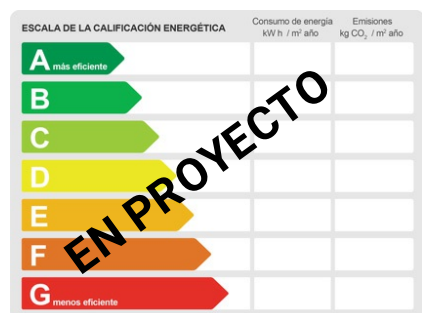 ESCALA DE LA CALIFICACIÓN ENERGÉTICA
Consumo de energía
kW h / m² año
Emisiones
kg CO₂ / m² año
A más eficiente
B
C
D
E
F
G menos eficiente
EN PROYECTO